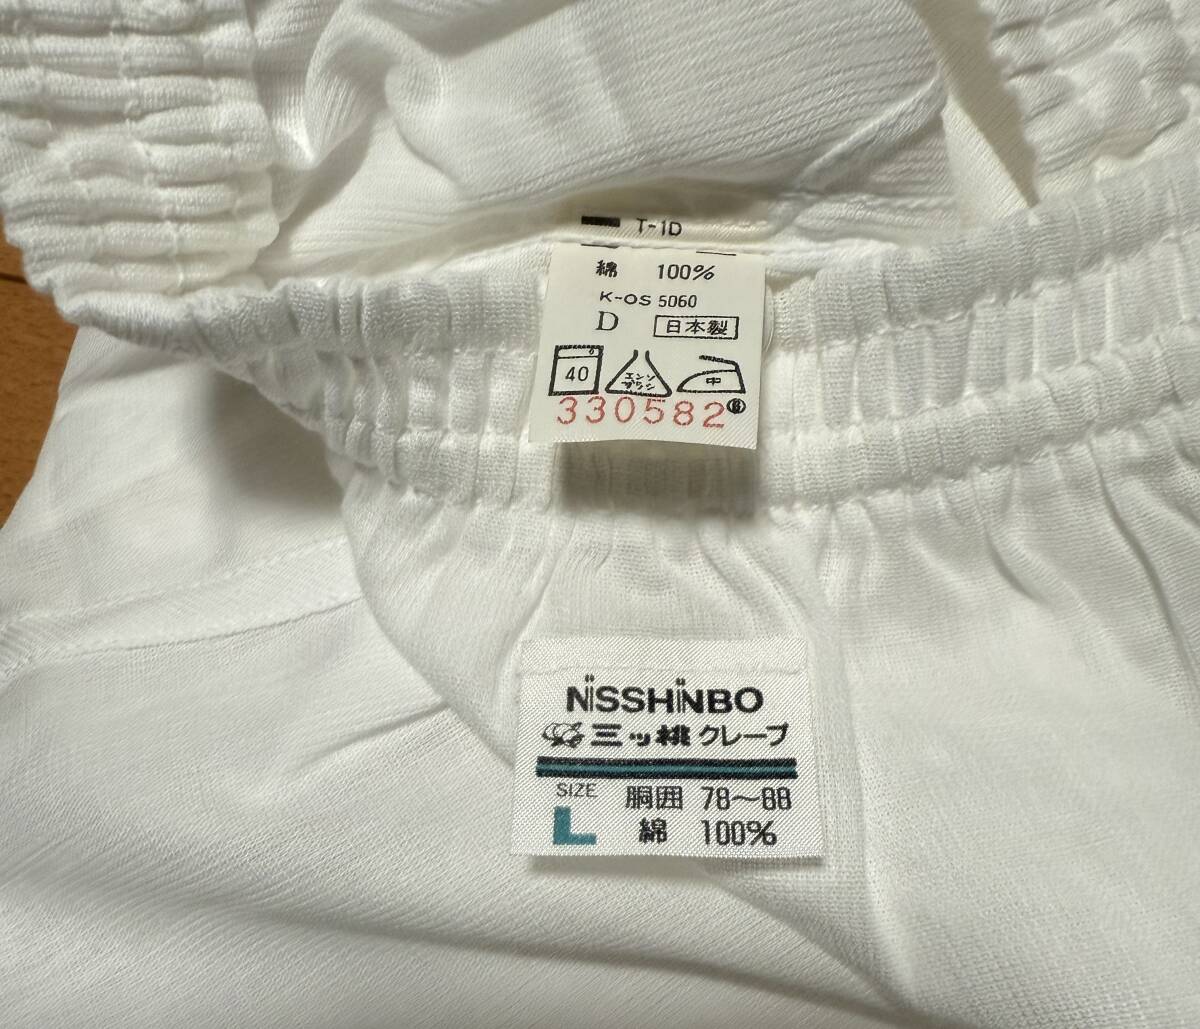 T-1D
綿 100%
K-OS 5060
D 日本製
40 エンソ
ブラシ 中
330582
NiSSHiNBO
三ッ桃クレープ
SIZE 胴囲 78〜88
L 綿 100%